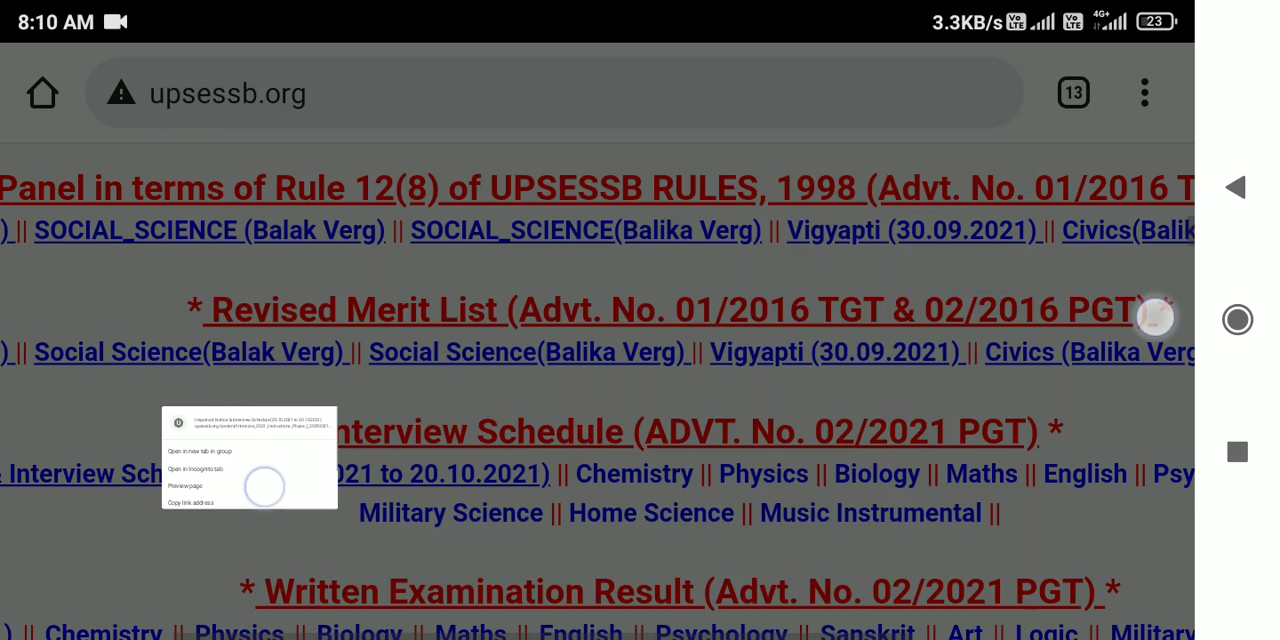 8:10 AM
3.3KB/s Vo LTE Vo LTE 4G+ 23
upsessb.org 13
Panel in terms of Rule 12(8) of UPSESSB RULES, 1998 (Advt. No. 01/2016 T
) || SOCIAL_SCIENCE (Balak Verg) || SOCIAL_SCIENCE(Balika Verg) || Vigyapti (30.09.2021) || Civics(Balik
* Revised Merit List (Advt. No. 01/2016 TGT & 02/2016 PGT) *
) || Social Science(Balak Verg) || Social Science(Balika Verg) || Vigyapti (30.09.2021) || Civics (Balika Verg
nterview Schedule (ADVT. No. 02/2021 PGT) *
& Interview Sch 021 to 20.10.2021) || Chemistry || Physics || Biology || Maths || English || Psy
Military Science || Home Science || Music Instrumental ||
Open in new tab in group
Open in Incognito tab
Preview page
Copy link address
* Written Examination Result (Advt. No. 02/2021 PGT) *
) || Chemistry || Physics || Biology || Maths || English || Psychology || Sanskrit || Art || Logic || Military